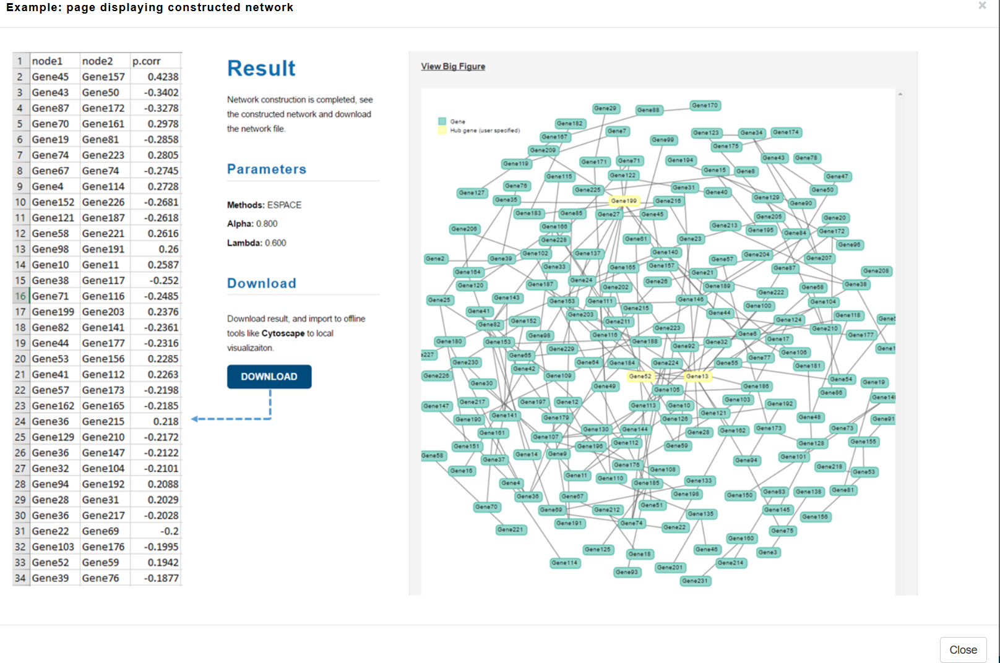 Example: page displaying constructed network
×
1 node1 node2 p.corr
2 Gene45 Gene157 0.4238
3 Gene43 Gene50 -0.3402
4 Gene87 Gene172 -0.3278
5 Gene70 Gene161 0.2978
6 Gene19 Gene81 -0.2858
7 Gene74 Gene223 0.2805
8 Gene67 Gene74 -0.2745
9 Gene4 Gene114 0.2728
10 Gene152 Gene226 -0.2681
11 Gene121 Gene187 -0.2618
12 Gene58 Gene221 0.2616
13 Gene98 Gene191 0.26
14 Gene10 Gene11 0.2587
15 Gene38 Gene117 -0.252
16 Gene71 Gene116 -0.2485
17 Gene199 Gene203 0.2376
18 Gene82 Gene141 -0.2361
19 Gene44 Gene177 -0.2316
20 Gene53 Gene156 0.2285
21 Gene41 Gene112 0.2263
22 Gene57 Gene173 -0.2198
23 Gene162 Gene165 -0.2185
24 Gene36 Gene215 0.218
25 Gene129 Gene210 -0.2172
26 Gene36 Gene147 -0.2122
27 Gene32 Gene104 -0.2101
28 Gene94 Gene192 0.2088
29 Gene28 Gene31 0.2029
30 Gene36 Gene217 -0.2028
31 Gene22 Gene69 -0.2
32 Gene103 Gene176 -0.1995
33 Gene52 Gene59 0.1942
34 Gene39 Gene76 -0.1877
Result
Network construction is completed, see
the constructed network and download
the network file.
Parameters
Methods: ESPACE
Alpha: 0.800
Lambda: 0.600
Download
Download result, and import to offline
tools like Cytoscape to local
visualizaiton.
DOWNLOAD
View Big Figure
Gene
Hub gene (user specified)
Gene29
Gene88
Gene170
Gene182
Gene167
Gene7
Gene99
Gene123
Gene34
Gene174
Gene209
Gene175
Gene119
Gene171
Gene71
Gene194
Gene43
Gene78
Gene115
Gene122
Gene15
Gene8
Gene47
Gene127
Gene76
Gene225
Gene31
Gene40
Gene50
Gene35
Gene199
Gene216
Gene129
Gene90
Gene183
Gene85
Gene27
Gene45
Gene205
Gene20
Gene206
Gene166
Gene213
Gene195
Gene84
Gene172
Gene228
Gene61
Gene23
Gene96
Gene2
Gene39
Gene102
Gene137
Gene140
Gene57
Gene204
Gene207
Gene164
Gene33
Gene165
Gene157
Gene21
Gene87
Gene208
Gene120
Gene187
Gene24
Gene202
Gene26
Gene189
Gene222
Gene68
Gene38
Gene25
Gene143
Gene163
Gene111
Gene215
Gene146
Gene100
Gene104
Gene41
Gene203
Gene44
Gene118
Gene82
Gene152
Gene211
Gene223
Gene124
Gene210
Gene180
Gene153
Gene98
Gene116
Gene188
Gene92
Gene32
Gene6
Gene17
Gene177
Gene65
Gene229
Gene106
Gene230
Gene42
Gene64
Gene184
Gene224
Gene55
Gene77
Gene181
Gene226
Gene30
Gene109
Gene52
Gene13
Gene54
Gene19
Gene49
Gene105
Gene186
Gene86
Gene147
Gene217
Gene197
Gene12
Gene113
Gene10
Gene103
Gene192
Gene190
Gene141
Gene179
Gene126
Gene121
Gene48
Gene91
Gene161
Gene107
Gene130
Gene144
Gene28
Gene162
Gene173
Gene73
Gene151
Gene196
Gene112
Gene59
Gene128
Gene155
Gene58
Gene37
Gene14
Gene9
Gene94
Gene101
Gene16
Gene176
Gene108
Gene218
Gene53
Gene4
Gene11
Gene110
Gene185
Gene133
Gene36
Gene67
Gene198
Gene150
Gene83
Gene138
Gene81
Gene70
Gene69
Gene212
Gene51
Gene135
Gene145
Gene156
Gene221
Gene191
Gene74
Gene22
Gene75
Gene125
Gene18
Gene46
Gene160
Gene3
Gene114
Gene93
Gene201
Gene214
Gene231
Close